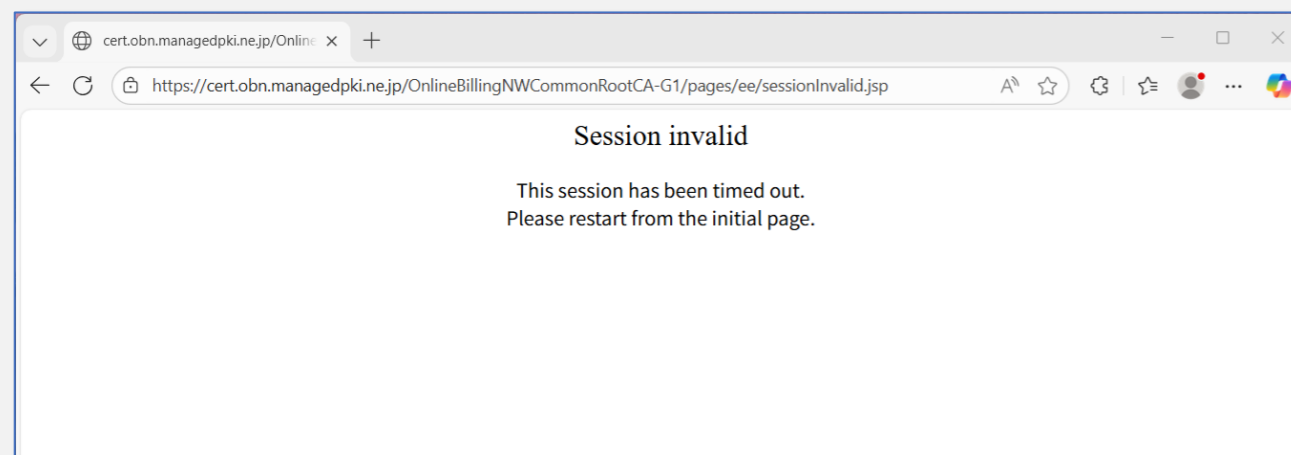 cert.obn.managedpki.ne.jp/Online
https://cert.obn.managedpki.ne.jp/OnlineBillingNWCommonRootCA-G1/pages/ee/sessionInvalid.jsp
Session invalid
This session has been timed out.
Please restart from the initial page.